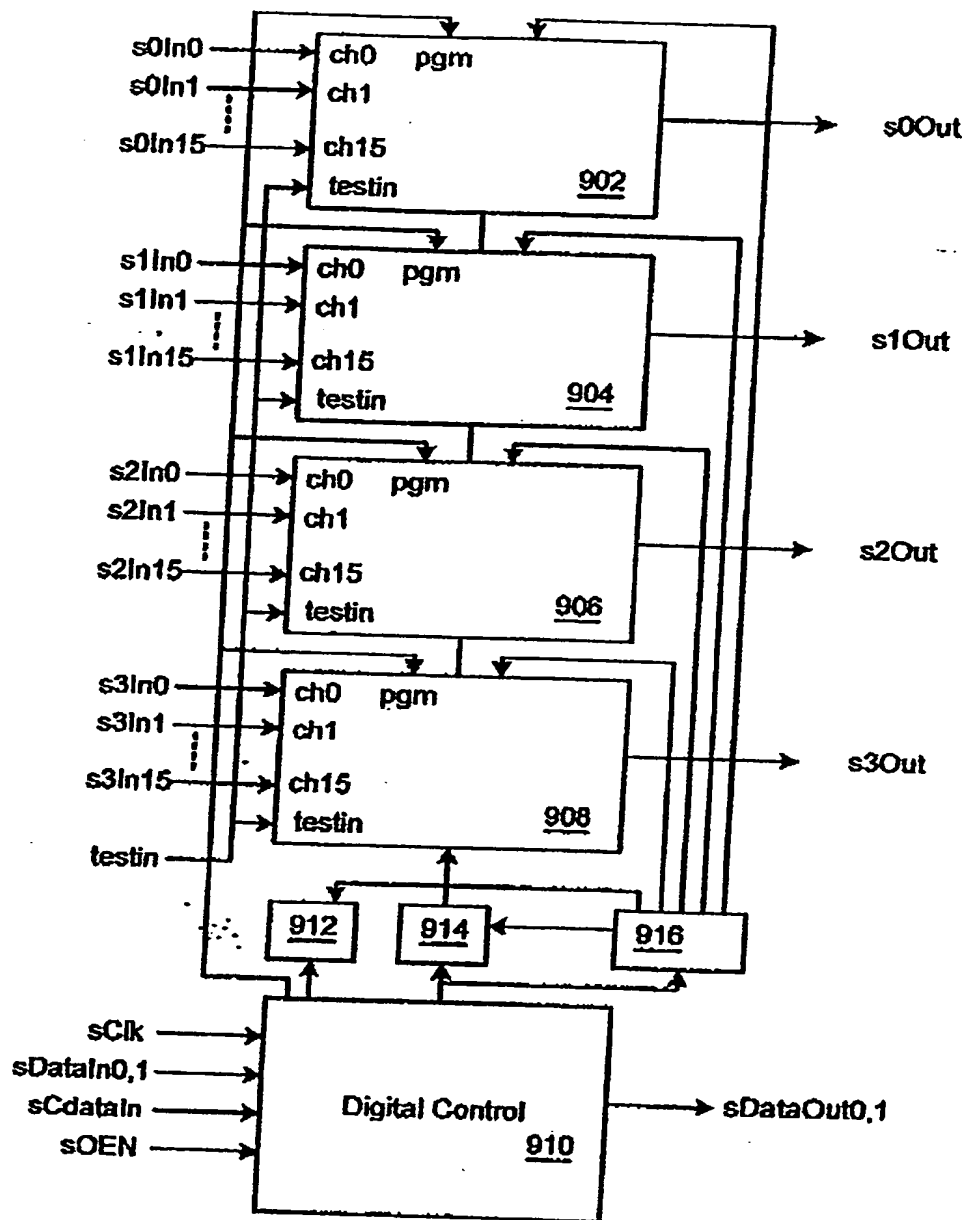 s0In0 ch0 pgm
s0In1 ch1
s0In15 ch15
testin 902
s0Out
s1In0 ch0 pgm
s1In1 ch1
s1In15 ch15
testin 904
s1Out
s2In0 ch0 pgm
s2In1 ch1
s2In15 ch15
testin 906
s2Out
s3In0 ch0 pgm
s3In1 ch1
s3In15 ch15
testin 908
s3Out
testin
912 914 916
sClk
sDataIn0,1
sCdataIn
sOEN
Digital Control
910
sDataOut0,1